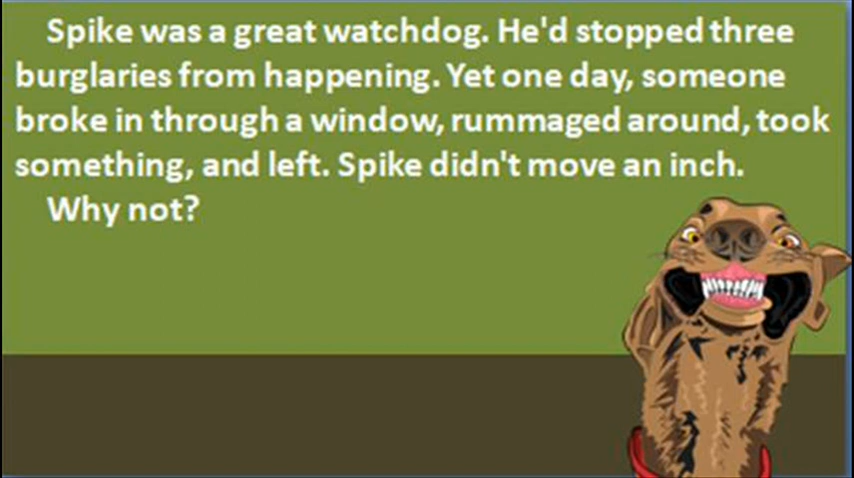 Spike was a great watchdog. He'd stopped three
burglaries from happening. Yet one day, someone
broke in through a window, rummaged around, took
something, and left. Spike didn't move an inch.
Why not?